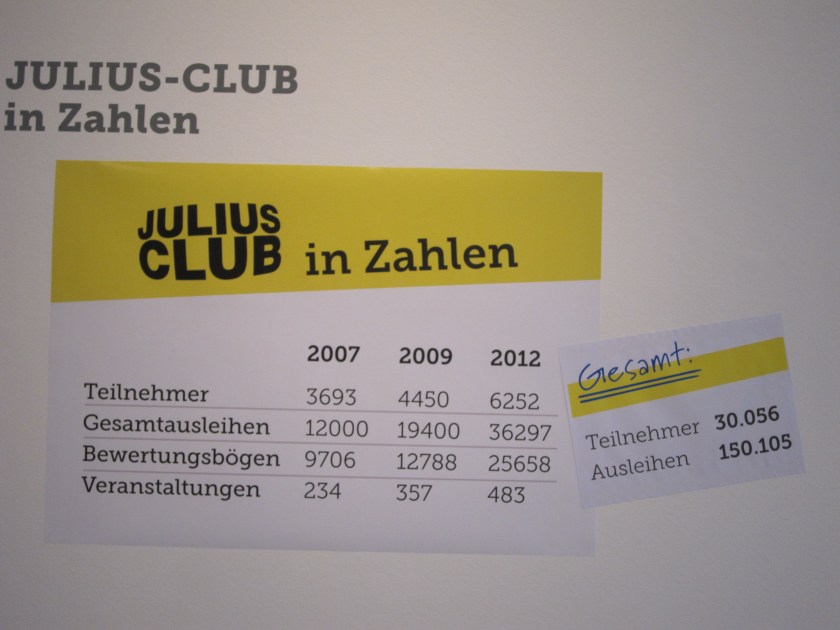 JULIUS-CLUB
in Zahlen
JULIUS
CLUB in Zahlen
2007 2009 2012
Teilnehmer 3693 4450 6252
Gesamtausleihen 12000 19400 36297
Bewertungsbögen 9706 12788 25658
Veranstaltungen 234 357 483
Gesamt:
Teilnehmer 30.056
Ausleihen 150.105